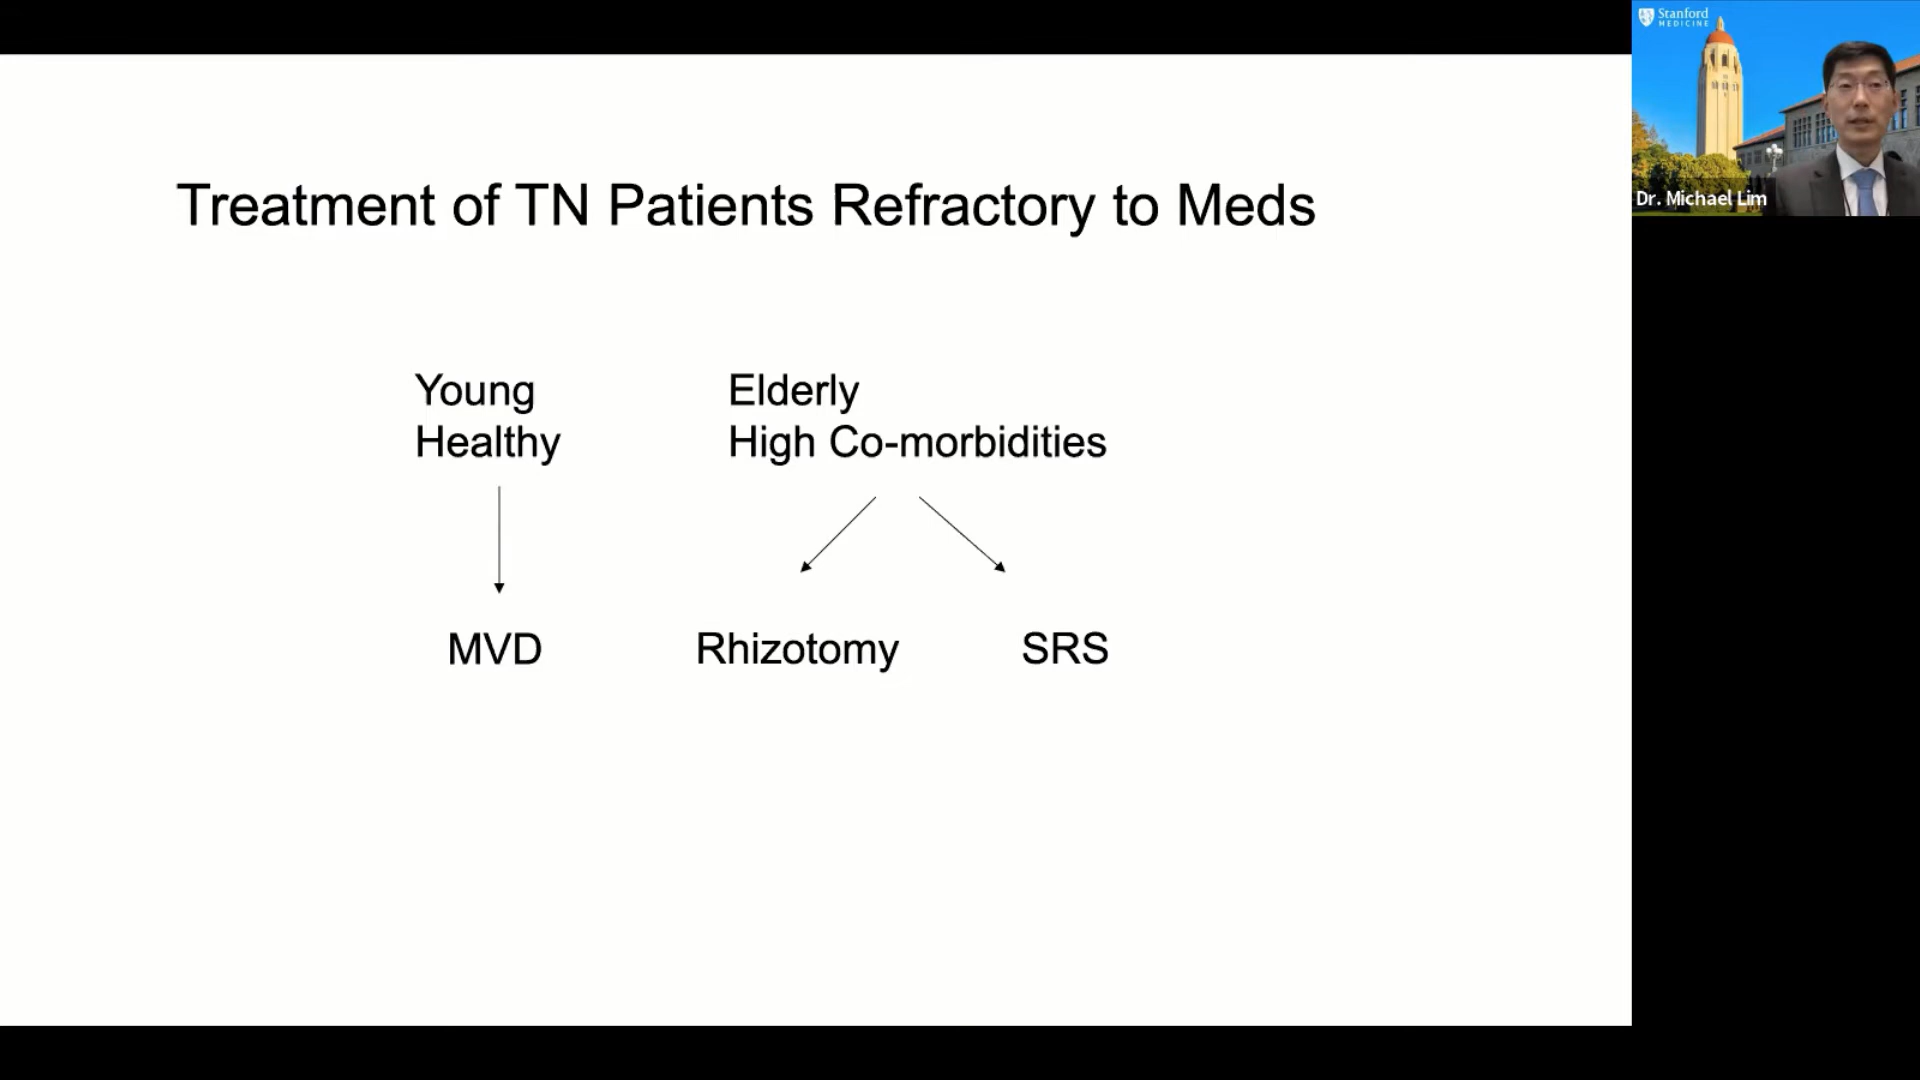 Treatment of TN Patients Refractory to Meds
Young
Healthy
Elderly
High Co-morbidities
MVD
Rhizotomy
SRS
Stanford
MEDICINE
Dr. Michael Lim